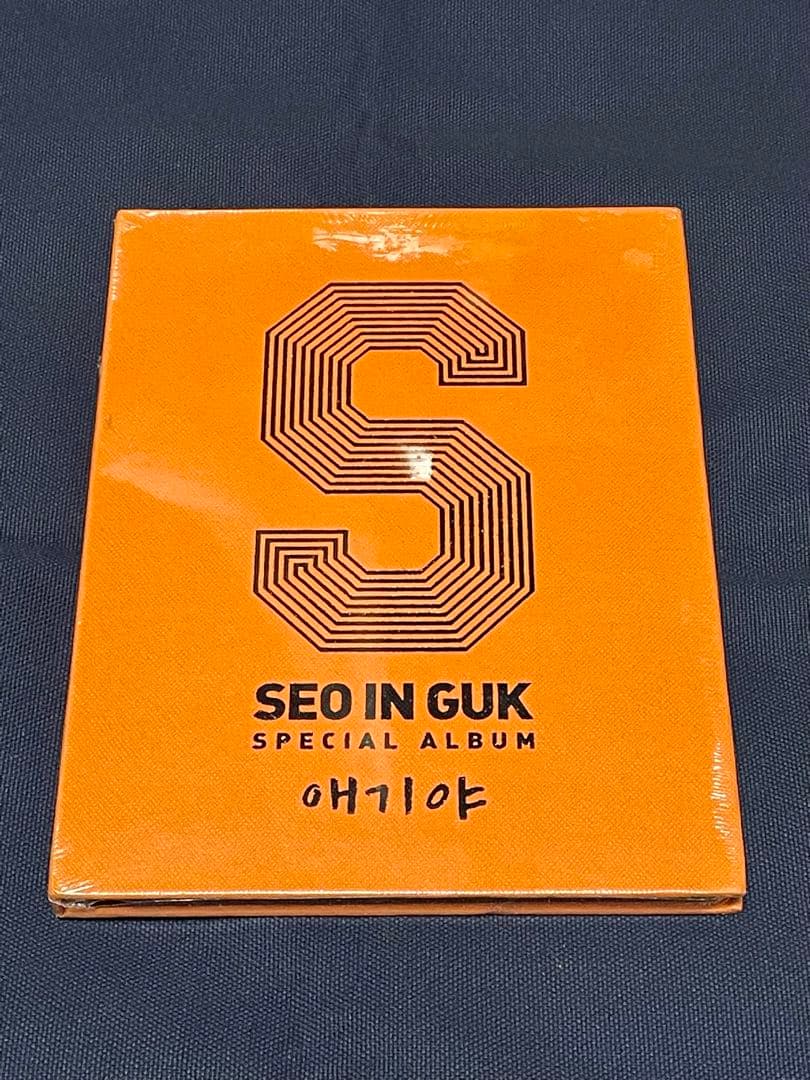 S
SEO IN GUK
SPECIAL ALBUM
애기야